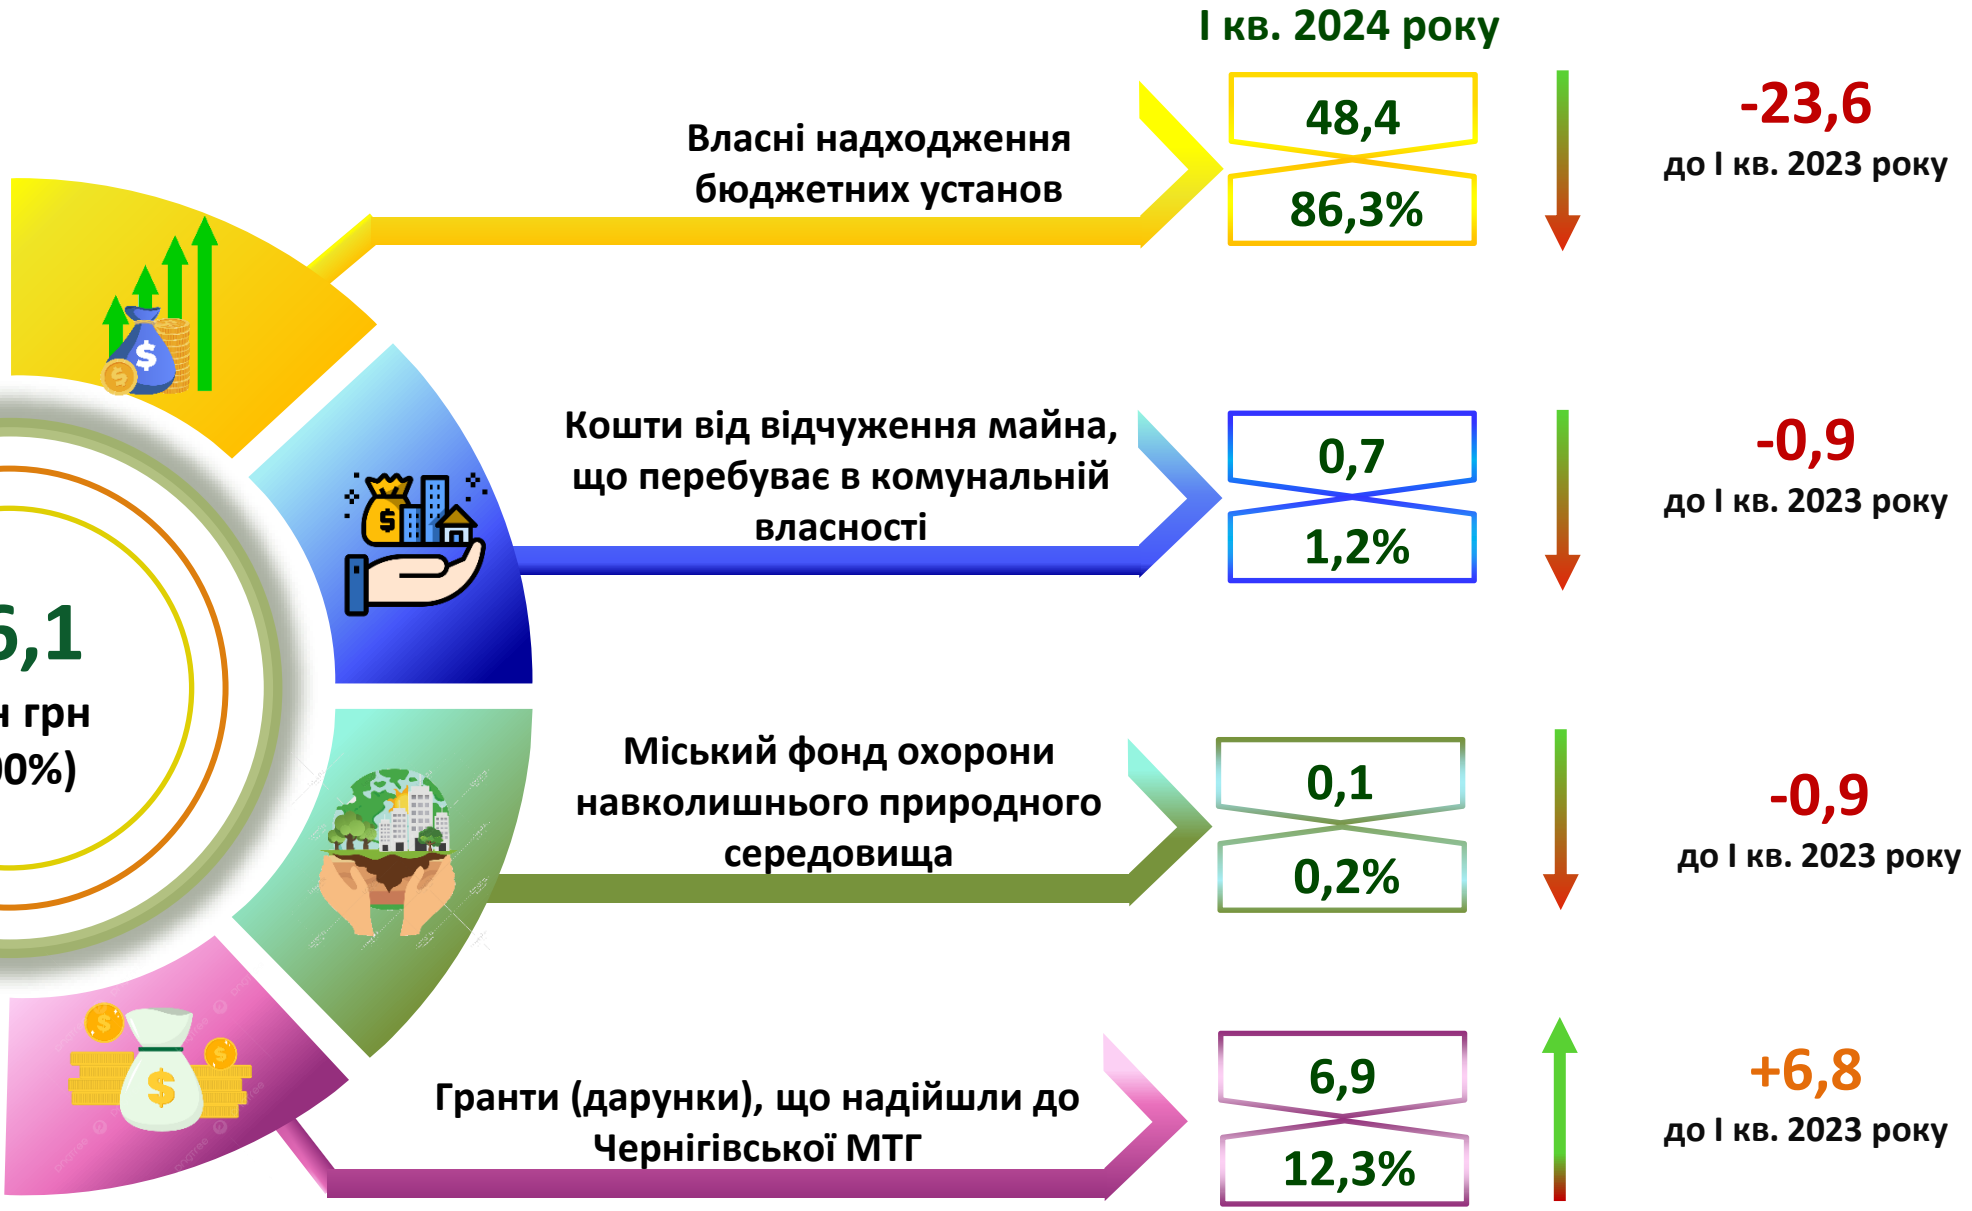 І кв. 2024 року
Власні надходження
бюджетних установ
48,4
86,3%
-23,6
до І кв. 2023 року
Кошти від відчуження майна,
що перебуває в комунальній
власності
0,7
1,2%
-0,9
до І кв. 2023 року
6,1
грн
Міський фонд охорони
навколишнього природного
середовища
0,1
0,2%
-0,9
до І кв. 2023 року
Гранти (дарунки), що надійшли до
Чернігівської МТГ
6,9
12,3%
+6,8
до І кв. 2023 року